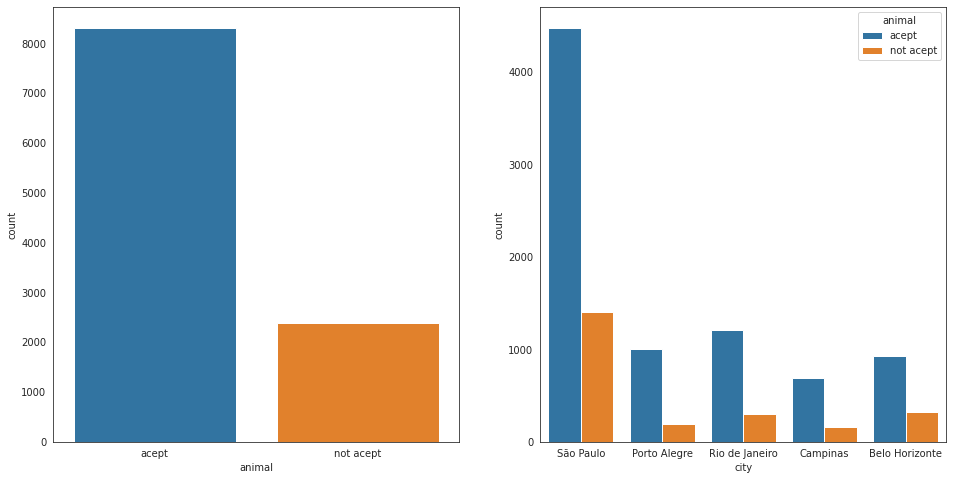 8000
7000
6000
5000
4000
3000
2000
1000
0
count
acept
not acept
animal
4000
3000
2000
1000
0
count
animal
acept
not acept
São Paulo
Porto Alegre
Rio de Janeiro
Campinas
Belo Horizonte
city